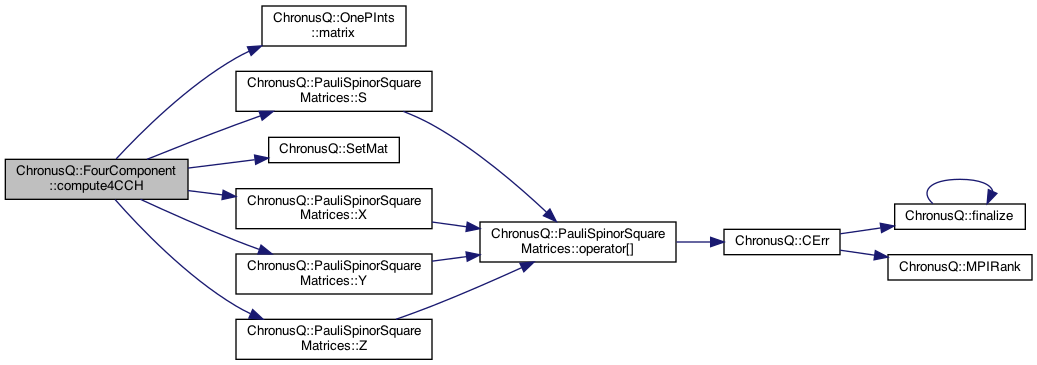 ChronusQ::OnePInts
::matrix
ChronusQ::PauliSpinorSquare
Matrices::S
ChronusQ::SetMat
ChronusQ::FourComponent
::compute4CCH
ChronusQ::PauliSpinorSquare
Matrices::X
ChronusQ::PauliSpinorSquare
Matrices::Y
ChronusQ::PauliSpinorSquare
Matrices::Z
ChronusQ::PauliSpinorSquare
Matrices::operator[]
ChronusQ::CErr
ChronusQ::finalize
ChronusQ::MPIRank